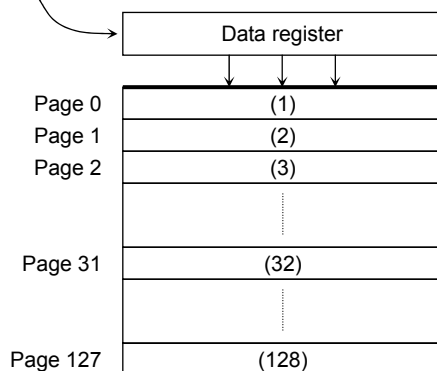 Data register
Page 0 (1)
Page 1 (2)
Page 2 (3)
Page 31 (32)
Page 127 (128)